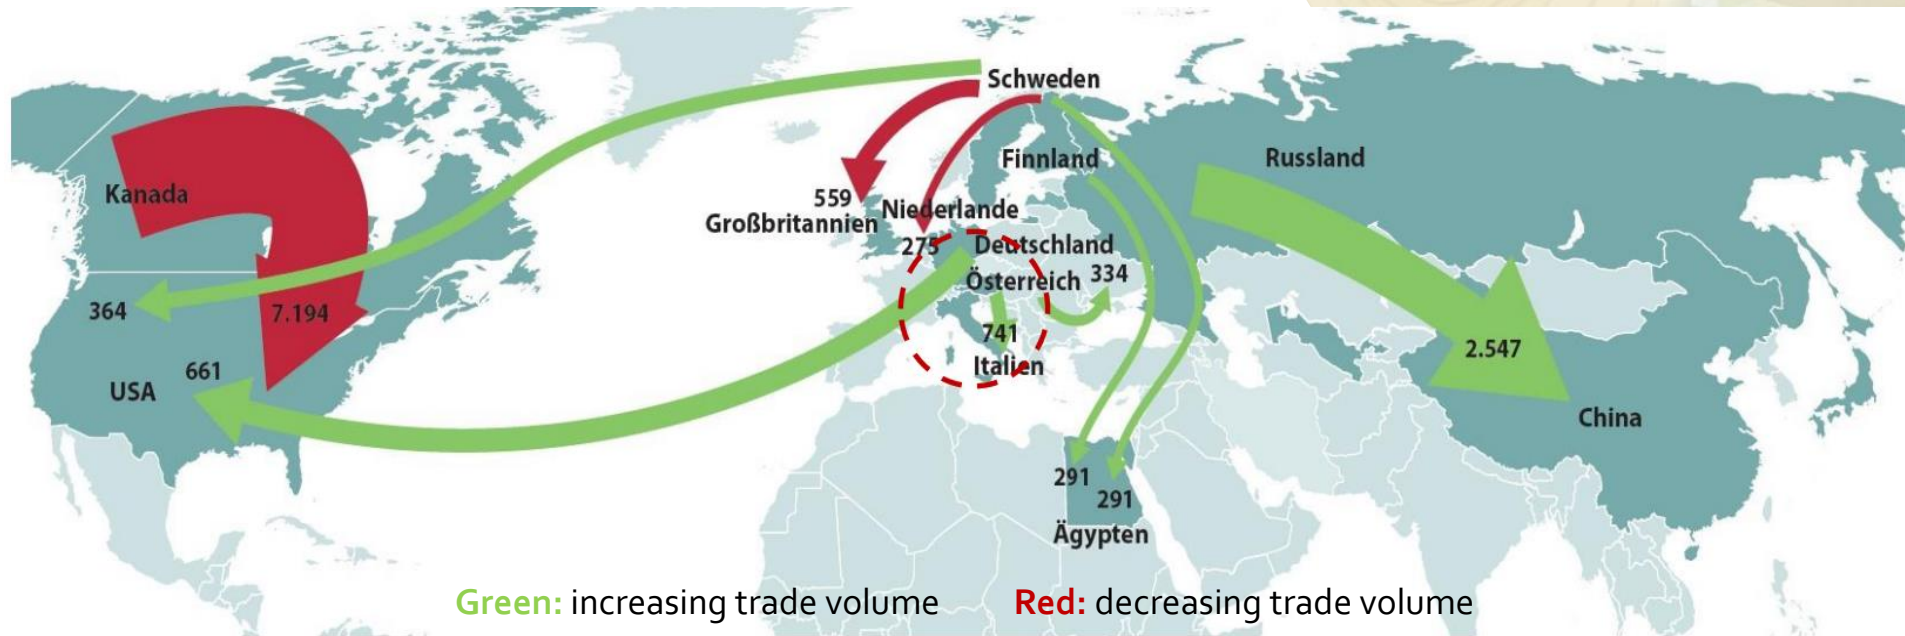 Schweden
Finnland
Russland
Kanada
559
Großbritannien
Niederlande
275
Deutschland
Österreich
334
364
7.194
741
Italien
2.547
661
USA
China
291
291
Ägypten
Green: increasing trade volume
Red: decreasing trade volume